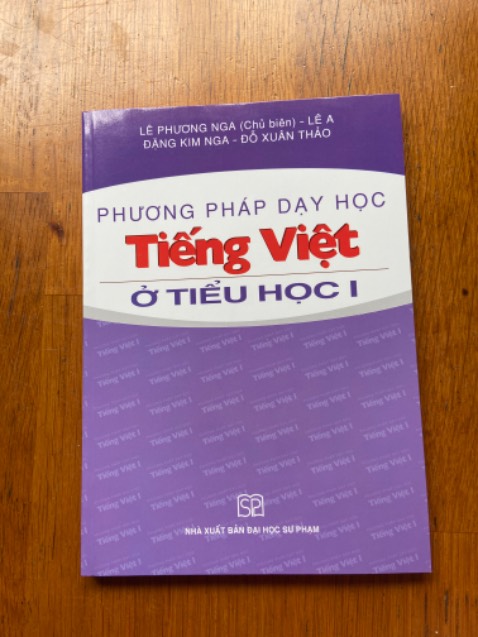 LÊ PHƯƠNG NGA (Chủ biên) - LÊ A
ĐẶNG KIM NGA - ĐỖ XUÂN THẢO
PHƯƠNG PHÁP DẠY HỌC
Tiếng Việt
Ở TIỂU HỌC I
SP
NHÀ XUẤT BẢN ĐẠI HỌC SƯ PHẠM